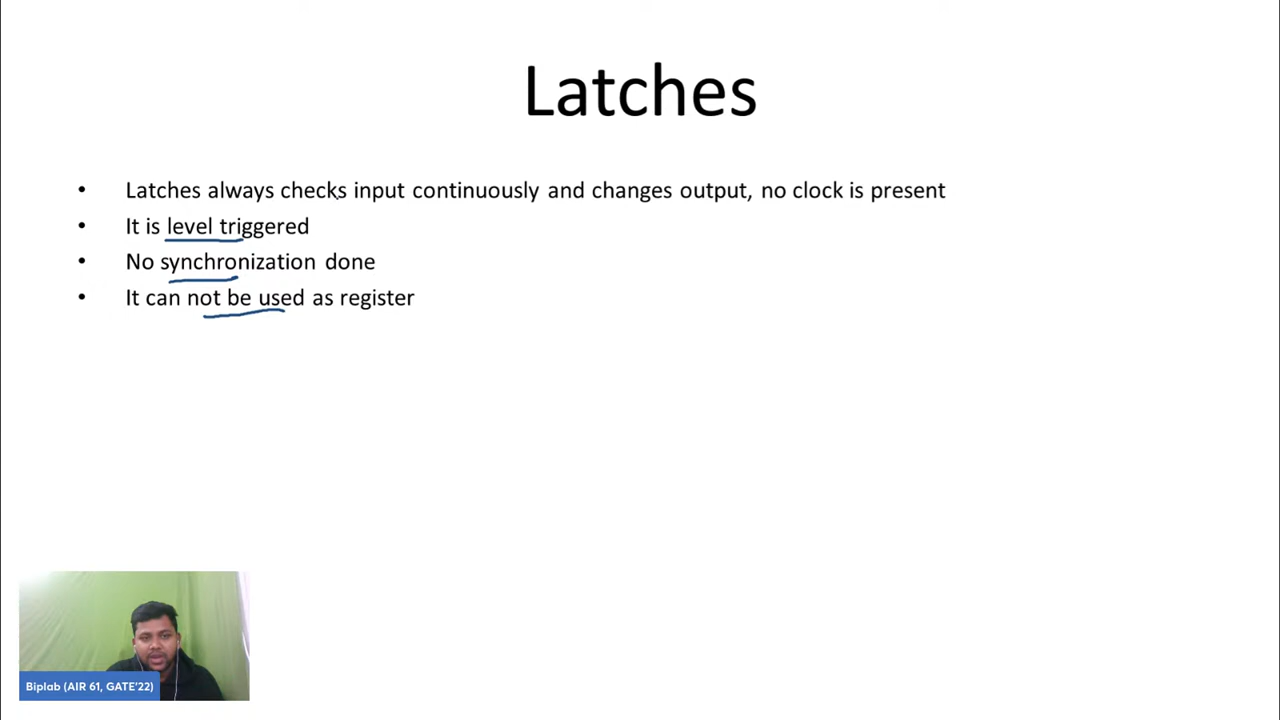 Latches
• Latches always checks input continuously and changes output, no clock is present
• It is level triggered
• No synchronization done
• It can not be used as register
Biplab (AIR 61, GATE'22)